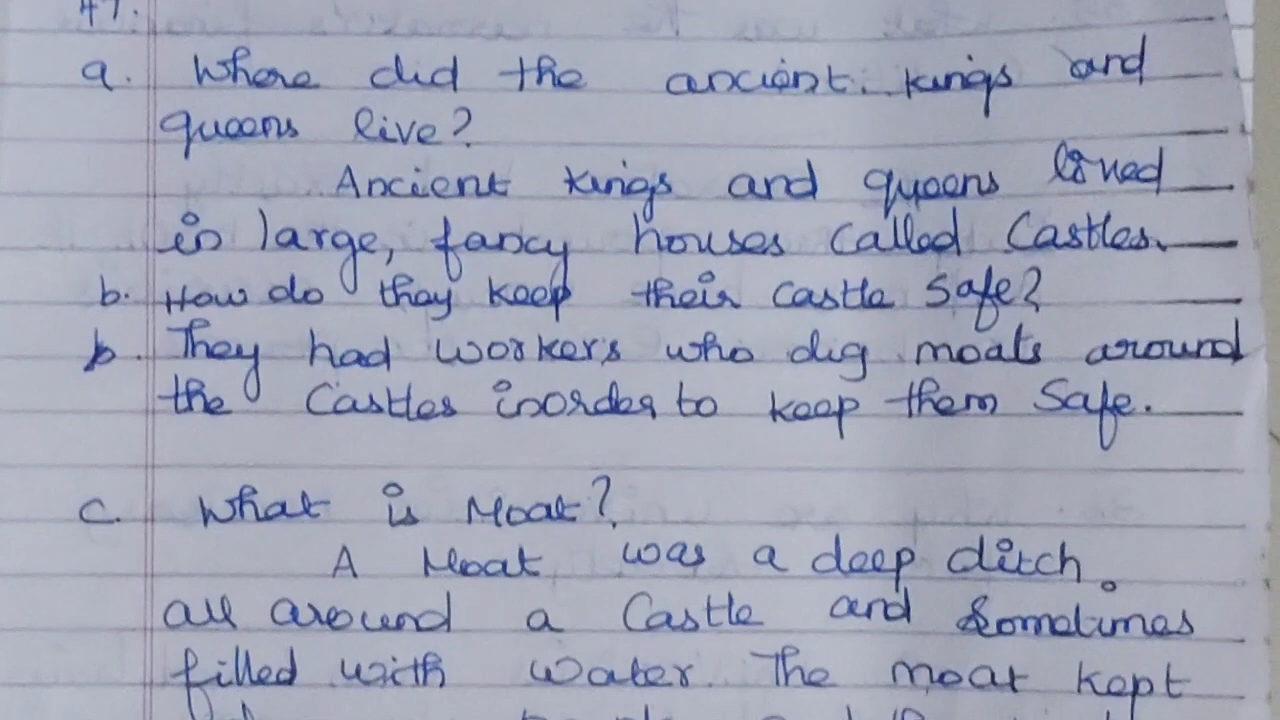 47.
a. Where did the ancient kings and
queens live?
Ancient kings and queens lived
in large, fancy houses called Castles.
b. How do they keep their castle safe?
b. They had workers who dig moats around
the Castles inorder to keep them safe.
c. What is Moat?
A Moat was a deep ditch
all around a Castle and Sometimes
filled with water. The moat kept